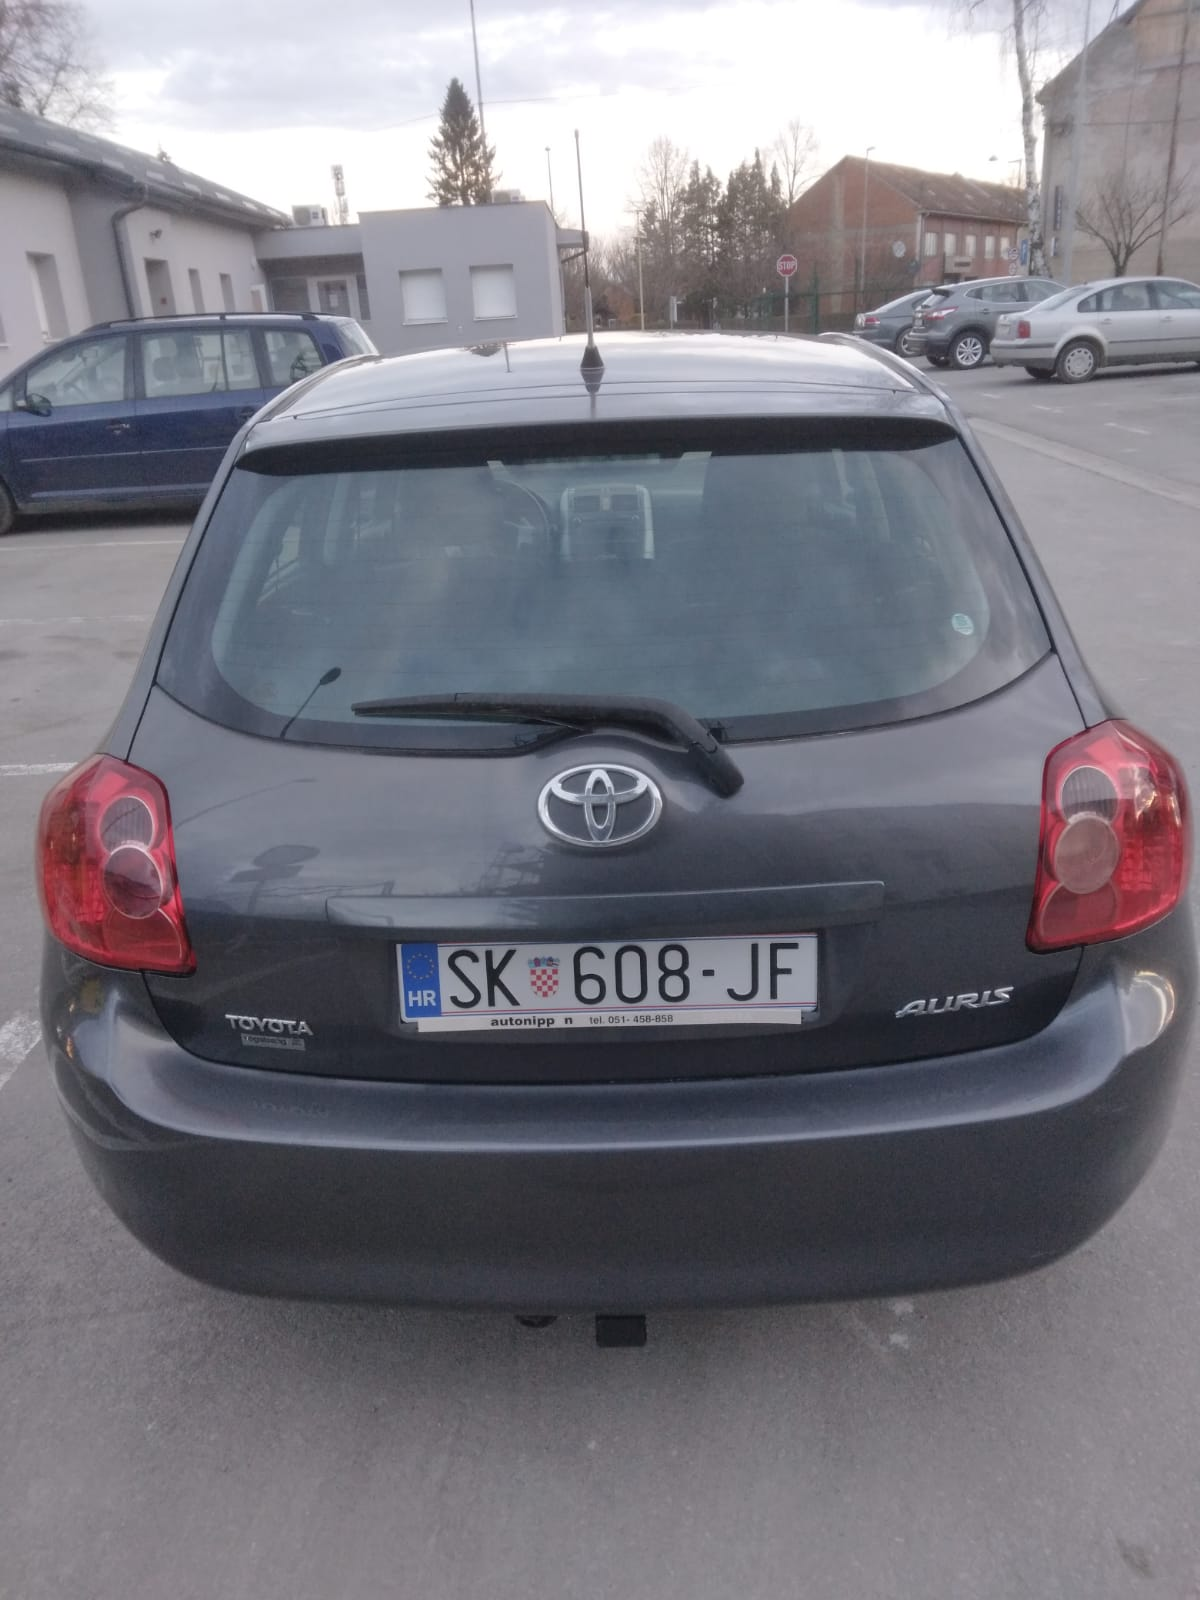 STOP
HR SK 608-JF
autonipp n tel. 051- 458-858
TOYOTA
AURIS